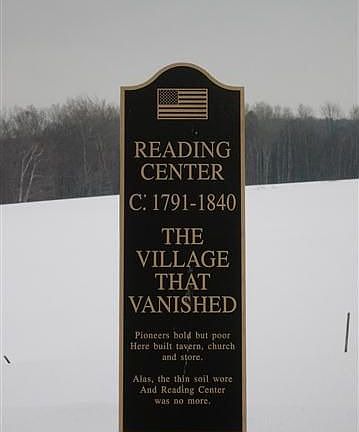 READING
CENTER
C. 1791-1840
THE
VILLAGE
THAT
VANISHED
Pioneers bold but poor
Here built tavern, church
and store.
Alas, the thin soil wore
And Reading Center
was no more.